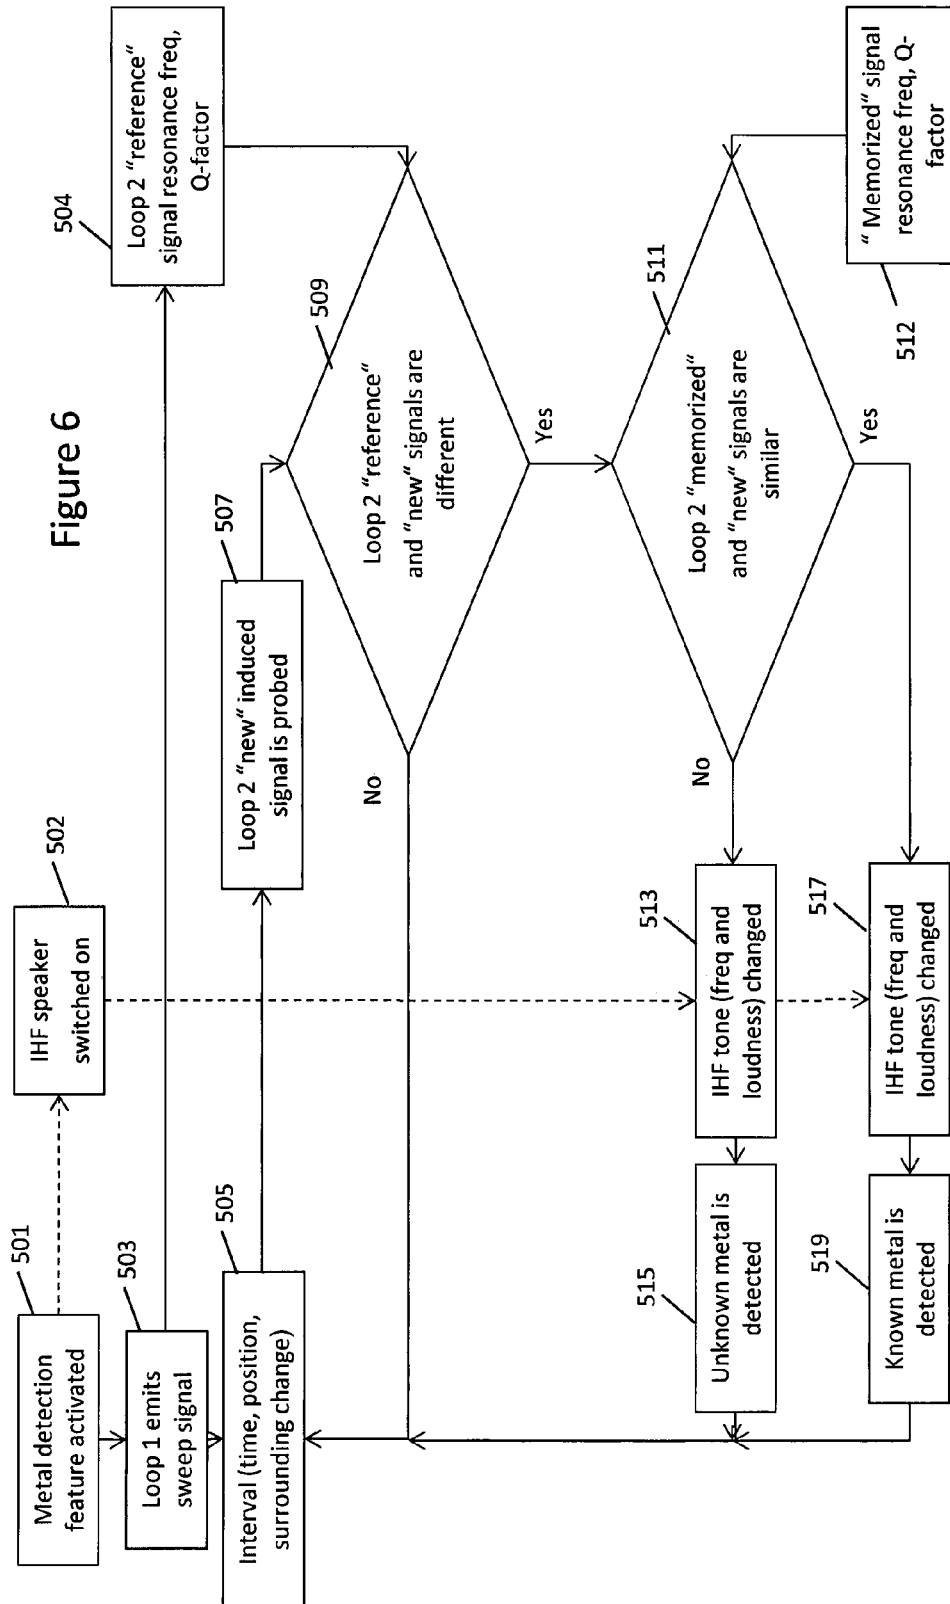 Figure 6
501
Metal detection
feature activated
502
IHF speaker
switched on
503
Loop 1 emits
sweep signal
504
Loop 2 “reference“
signal resonance freq,
Q-factor
505
Interval (time, position,
surrounding change)
507
Loop 2 “new“ induced
signal is probed
509
Loop 2 “reference“
and “new“ signals are
different
No
Yes
511
Loop 2 “memorized“
and “new“ signals are
similar
No
Yes
512
“ Memorized“ signal
resonance freq, Q-
factor
513
IHF tone (freq and
loudness) changed
515
Unknown metal is
detected
517
IHF tone (freq and
loudness) changed
519
Known metal is
detected